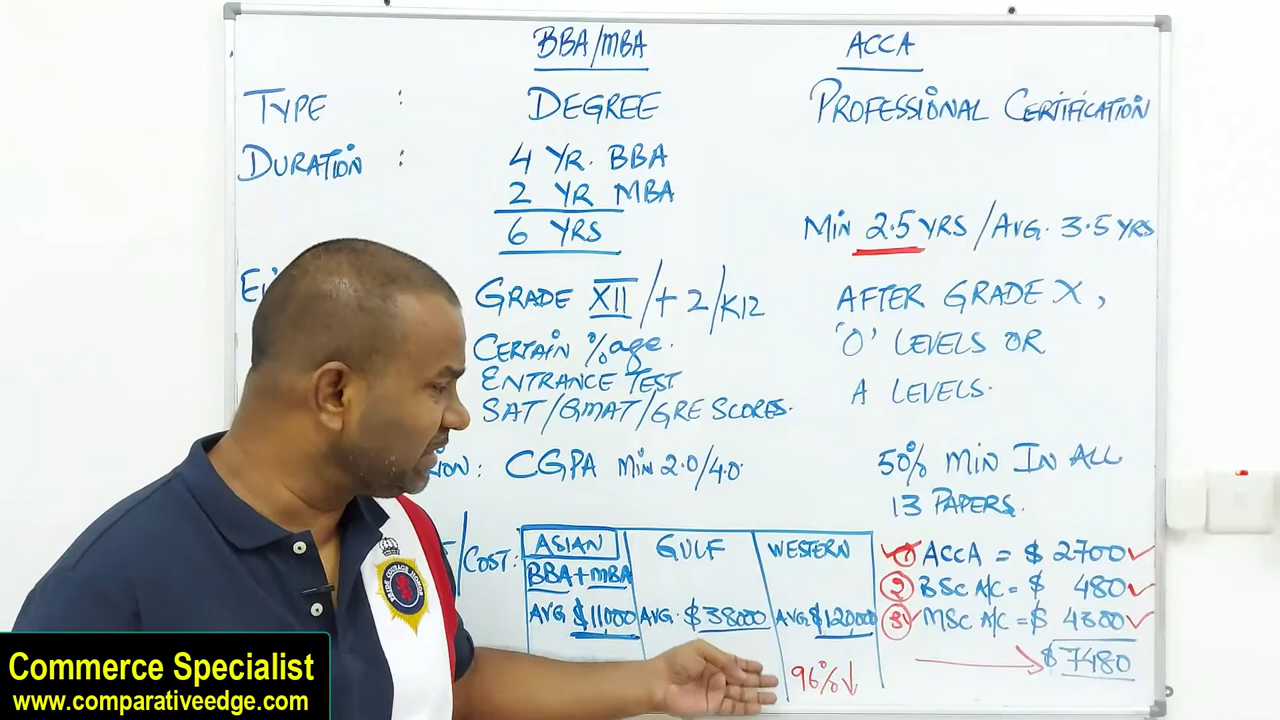 BBA/MBA ACCA
TYPE : DEGREE PROFESSIONAL CERTIFICATION
DURATION : 4 YR. BBA
2 YR MBA
6 YRS MIN 2.5 YRS / AVG. 3.5 YRS
GRADE XII / + 2 / K12 AFTER GRADE X,
CERTAIN %age. 'O' LEVELS OR
ENTRANCE TEST
SAT/GMAT/GRE SCORES. A LEVELS.
: CGPA MIN 2.0/4.0 50% MIN IN ALL
13 PAPERS.
/COST: ASIAN GULF WESTERN 1 ACCA = $ 2700 ✓
BBA + MBA 2 BSC A/C = $ 480 ✓
AVG $11000 AVG. $38000 AVG $120000 3 MSC A/C = $ 4300 ✓
96% ↓ → $7480
PRIDE COURAGE HONOR
Commerce Specialist
www.comparativeedge.com